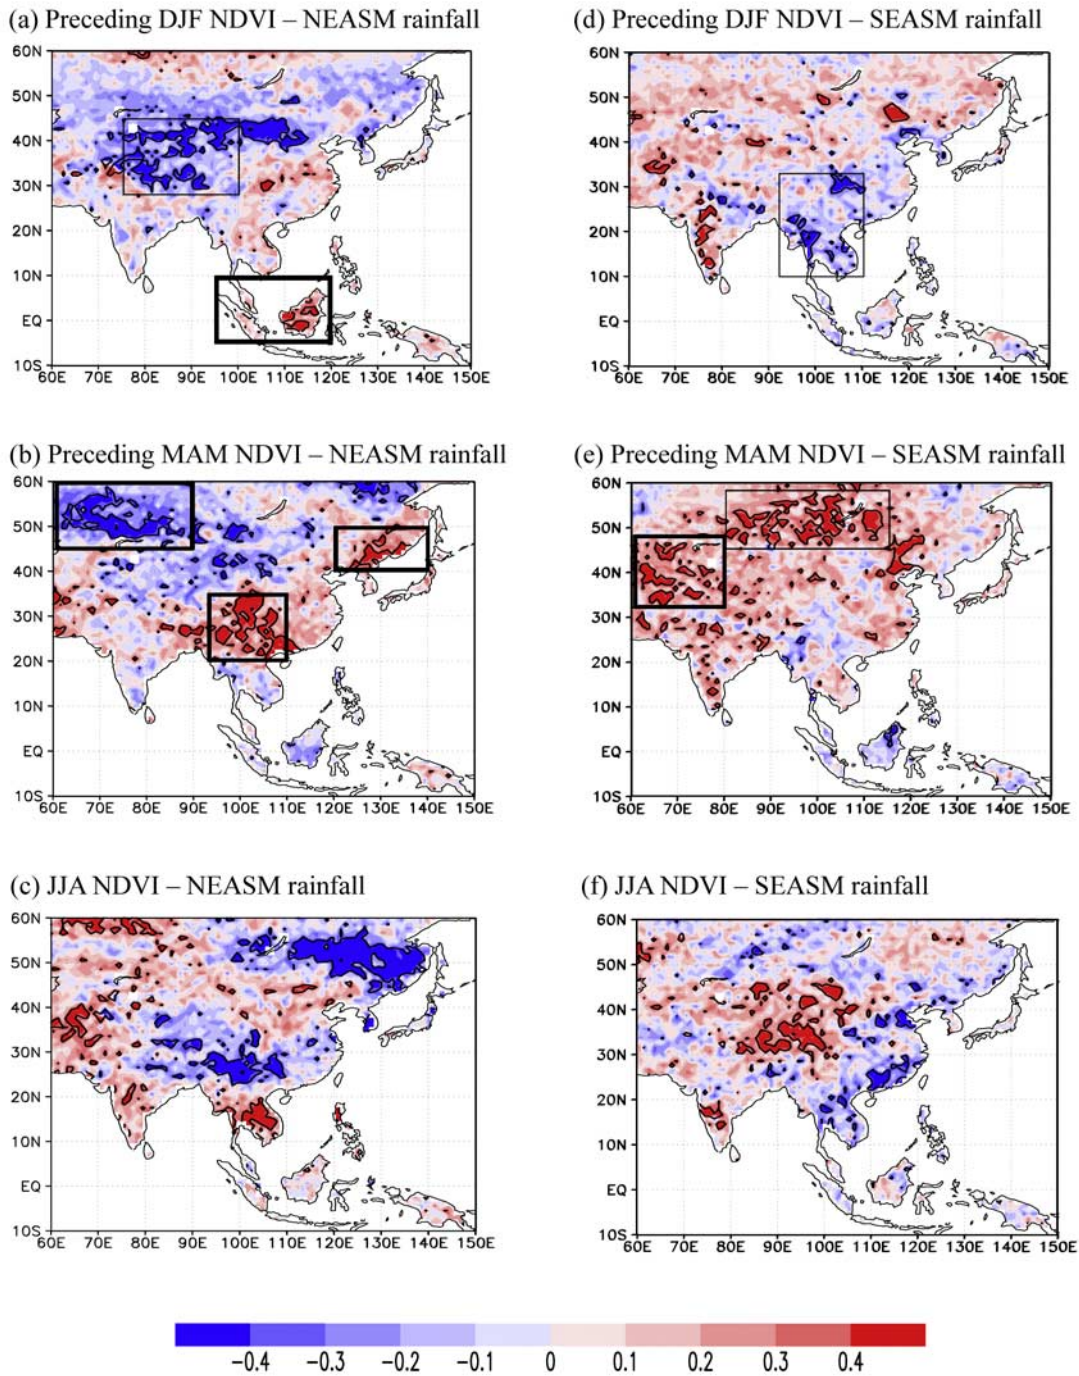 (a) Preceding DJF NDVI – NEASM rainfall
60N
50N
40N
30N
20N
10N
EQ
10S
60E 70E 80E 90E 100E 110E 120E 130E 140E 150E
(d) Preceding DJF NDVI – SEASM rainfall
60N
50N
40N
30N
20N
10N
EQ
10S
60E 70E 80E 90E 100E 110E 120E 130E 140E 150E
(b) Preceding MAM NDVI – NEASM rainfall
60N
50N
40N
30N
20N
10N
EQ
10S
60E 70E 80E 90E 100E 110E 120E 130E 140E 150E
(e) Preceding MAM NDVI – SEASM rainfall
60N
50N
40N
30N
20N
10N
EQ
10S
60E 70E 80E 90E 100E 110E 120E 130E 140E 150E
(c) JJA NDVI – NEASM rainfall
60N
50N
40N
30N
20N
10N
EQ
10S
60E 70E 80E 90E 100E 110E 120E 130E 140E 150E
(f) JJA NDVI – SEASM rainfall
60N
50N
40N
30N
20N
10N
EQ
10S
60E 70E 80E 90E 100E 110E 120E 130E 140E 150E
−0.4 −0.3 −0.2 −0.1 0 0.1 0.2 0.3 0.4